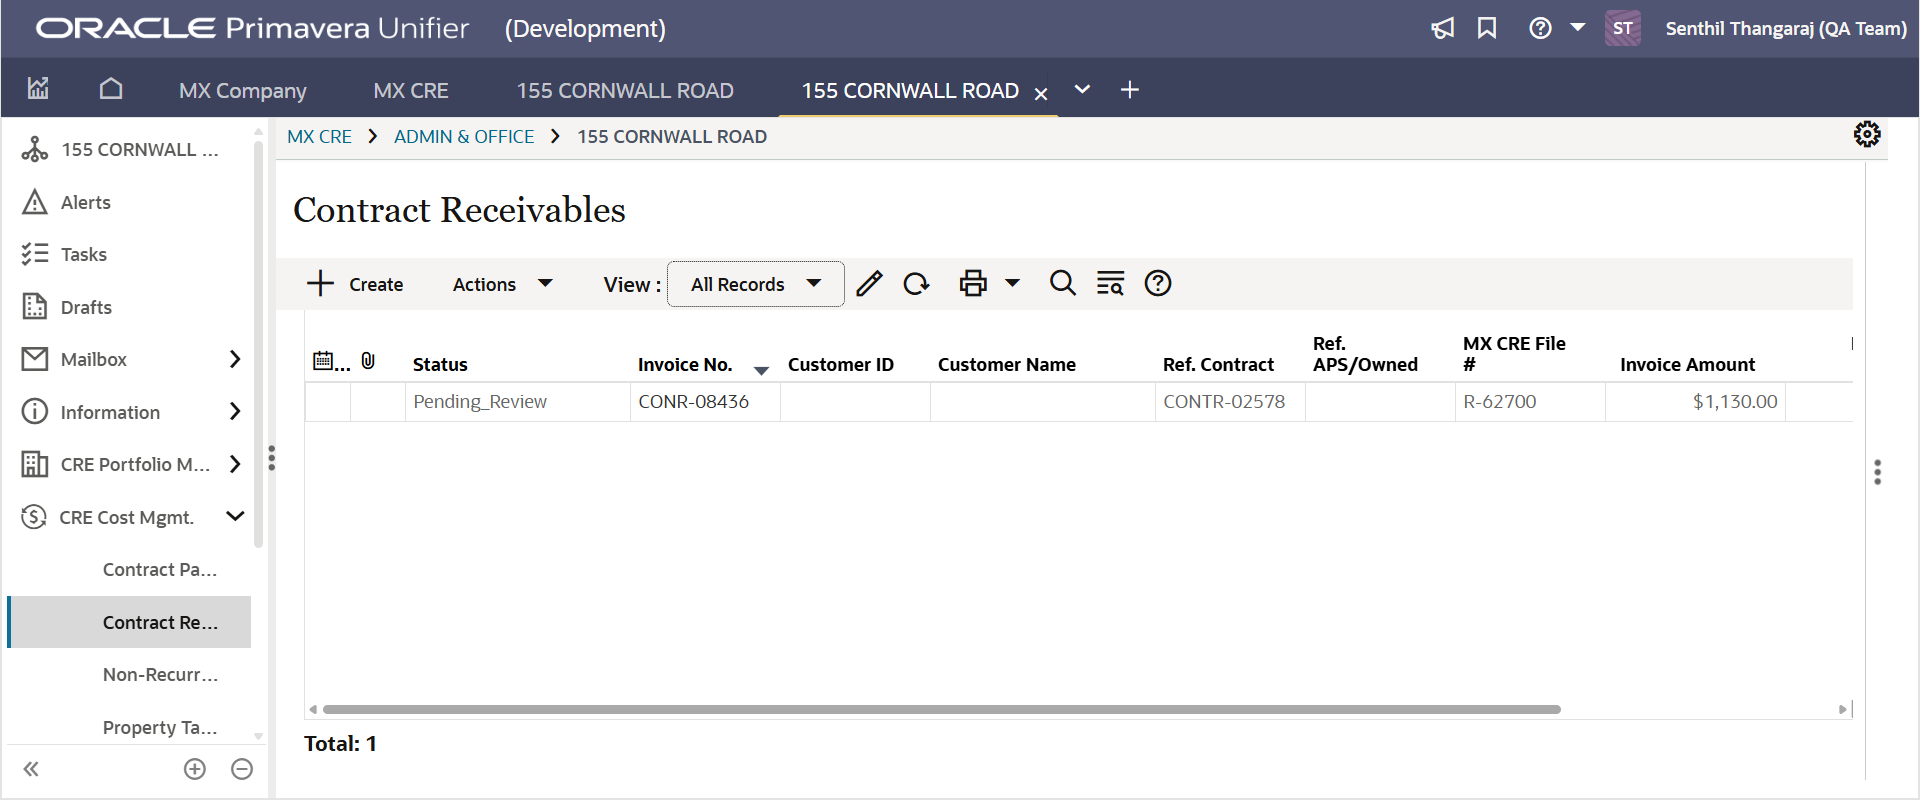 ORACLE Primavera Unifier (Development)
ST Senthil Thangaraj (QA Team)
MX Company MX CRE 155 CORNWALL ROAD 155 CORNWALL ROAD
MX CRE ADMIN & OFFICE 155 CORNWALL ROAD
155 CORNWALL ...
Alerts
Tasks
Drafts
Mailbox
Information
CRE Portfolio M...
CRE Cost Mgmt.
Contract Pa...
Contract Re...
Non-Recurr...
Property Ta...
Contract Receivables
Create Actions View : All Records
... Status Invoice No. Customer ID Customer Name Ref. Contract Ref. APS/Owned MX CRE File # Invoice Amount
Pending_Review CONR-08436 CONTR-02578 R-62700 $1,130.00
Total: 1